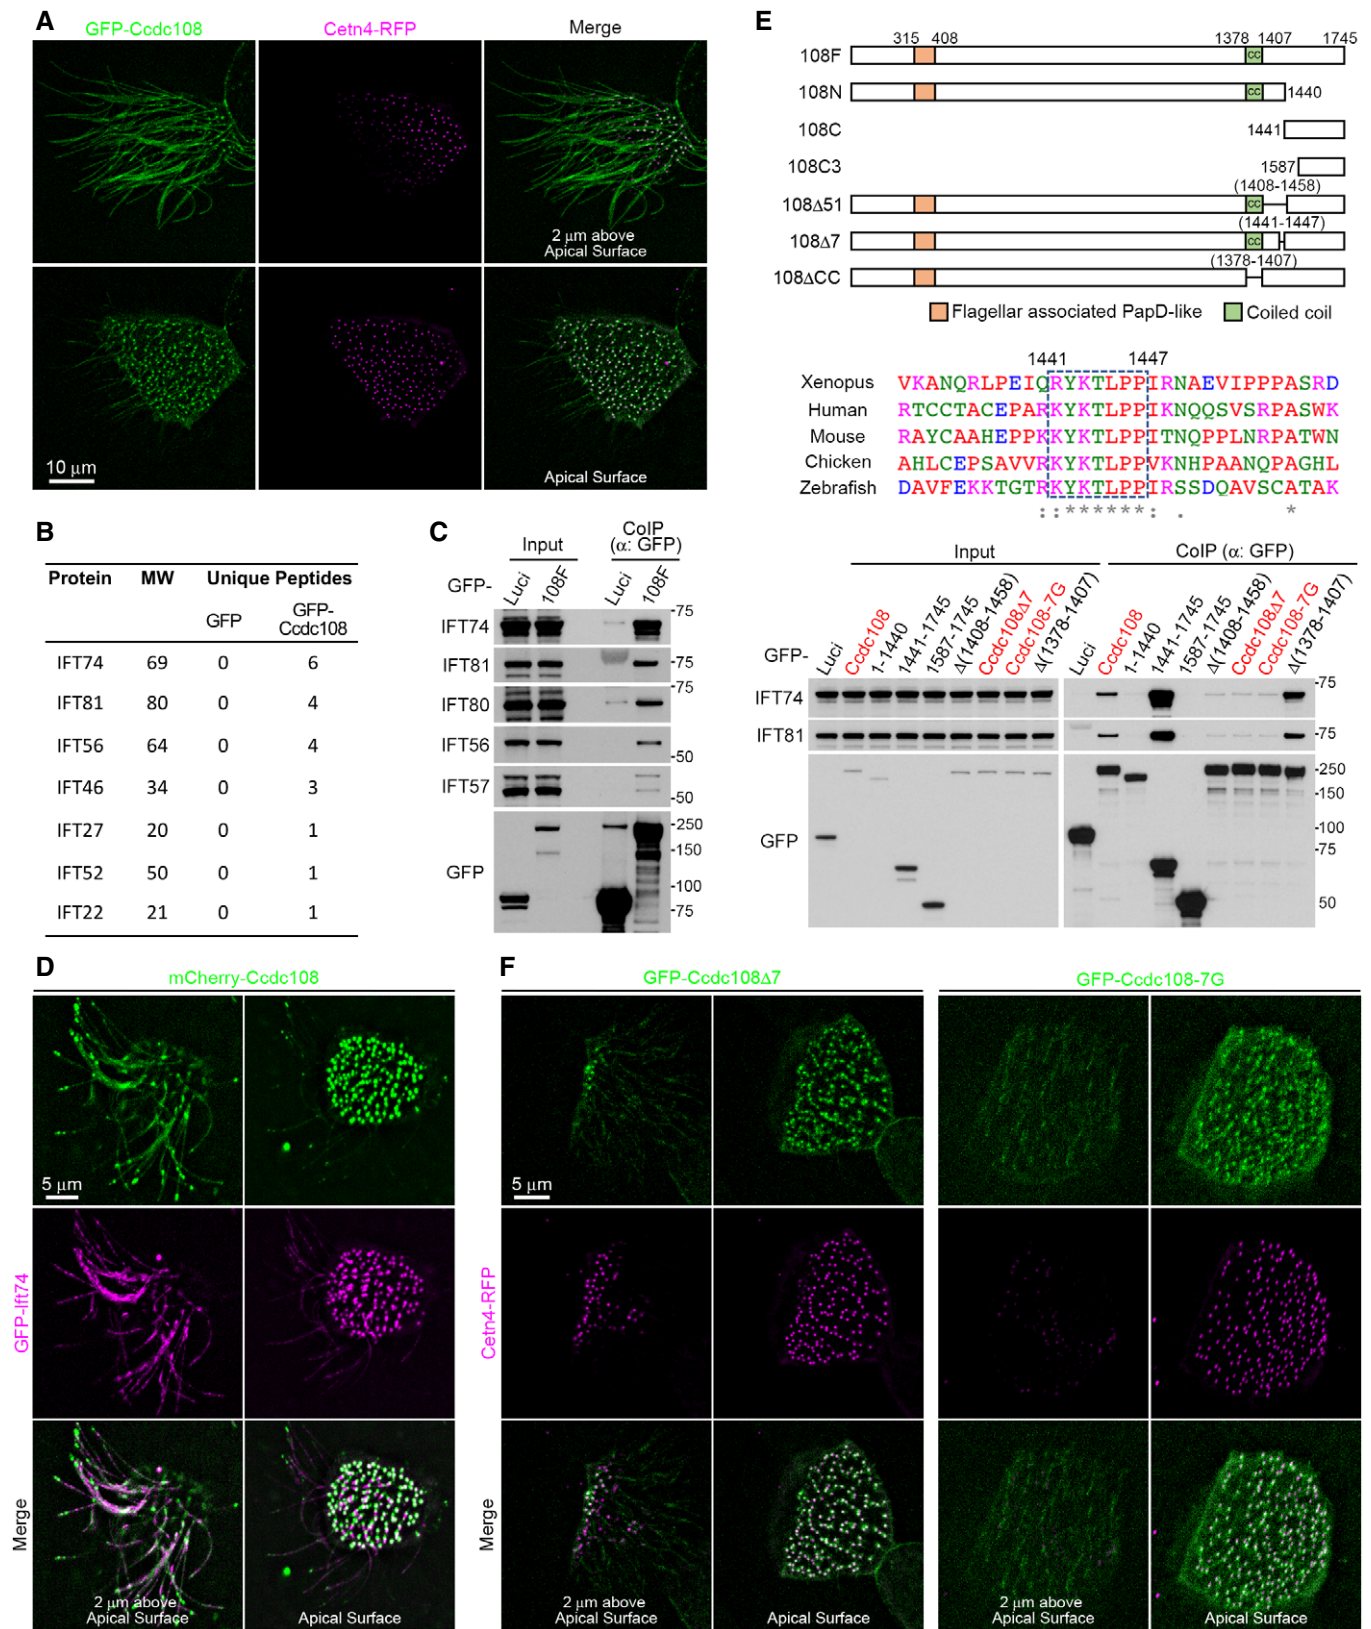 A
GFP-Ccdc108
Cetn4-RFP
Merge
2 μm above
Apical Surface
10 μm
Apical Surface
B
Protein MW Unique Peptides
GFP GFP-Ccdc108
IFT74 69 0 6
IFT81 80 0 4
IFT56 64 0 4
IFT46 34 0 3
IFT27 20 0 1
IFT52 50 0 1
IFT22 21 0 1
C
Input
CoIP
(α: GFP)
GFP-
Luci
108F
Luci
108F
IFT74
IFT81
IFT80
IFT56
IFT57
GFP
-75
-75
-75
-50
-50
-250
-150
-100
-75
D
mCherry-Ccdc108
5 μm
GFP-Ift74
Merge
2 μm above
Apical Surface
Apical Surface
E
315 408 1378 1407 1745
108F CC
108N CC 1440
108C 1441
108C3 1587
(1408-1458)
108Δ51 CC
(1441-1447)
108Δ7 CC
(1378-1407)
108ΔCC
Flagellar associated PapD-like
Coiled coil
1441 1447
Xenopus VKANQRLPEIQRYKTLPPIRNAEVIPPPASRD
Human RTCCTACEPARKYKTLPPIKNQQSVSRPASWK
Mouse RAYCAAHEPPKKYKTLPPITNQPPLNRPATWN
Chicken AHLCEPSAVVRKYKTLPPVKNHPAANQPAGHL
Zebrafish DAVFEKKTGTRKYKTLPPIRSSDQAVSCATAK
::******: . *
Input
CoIP (α: GFP)
GFP-
Luci
Ccdc108
1-1440
1441-1745
1587-1745
Δ(1408-1458)
Ccdc108Δ7
Ccdc108-7G
Δ(1378-1407)
Luci
Ccdc108
1-1440
1441-1745
1587-1745
Δ(1408-1458)
Ccdc108Δ7
Ccdc108-7G
Δ(1378-1407)
IFT74
IFT81
GFP
-75
-75
-250
-150
-100
-75
50
F
GFP-Ccdc108Δ7
GFP-Ccdc108-7G
5 μm
Cetn4-RFP
Merge
2 μm above
Apical Surface
Apical Surface
2 μm above
Apical Surface
Apical Surface